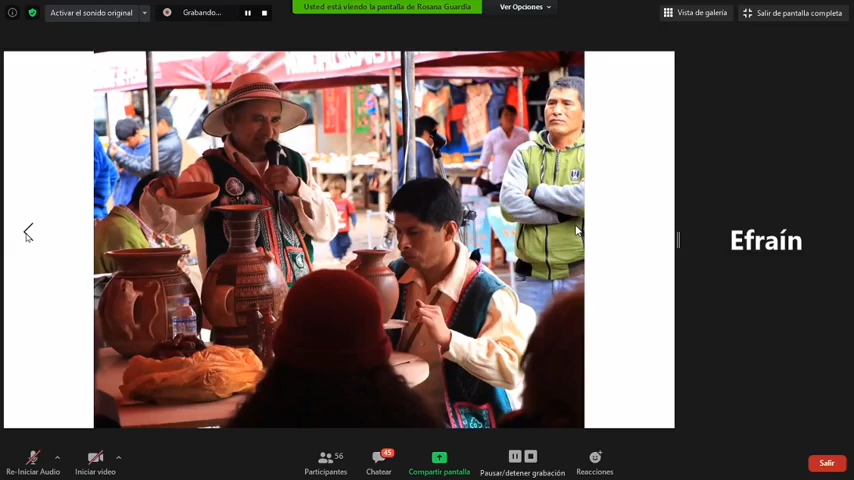 Activar el sonido original
Grabando...
Usted está viendo la pantalla de Rosana Guardia
Ver Opciones
Vista de galería
Salir de pantalla completa
Efraín
Re-Iniciar Audio
Iniciar video
56
Participantes
45
Chatear
Compartir pantalla
Pausar/detener grabación
Reacciones
Salir